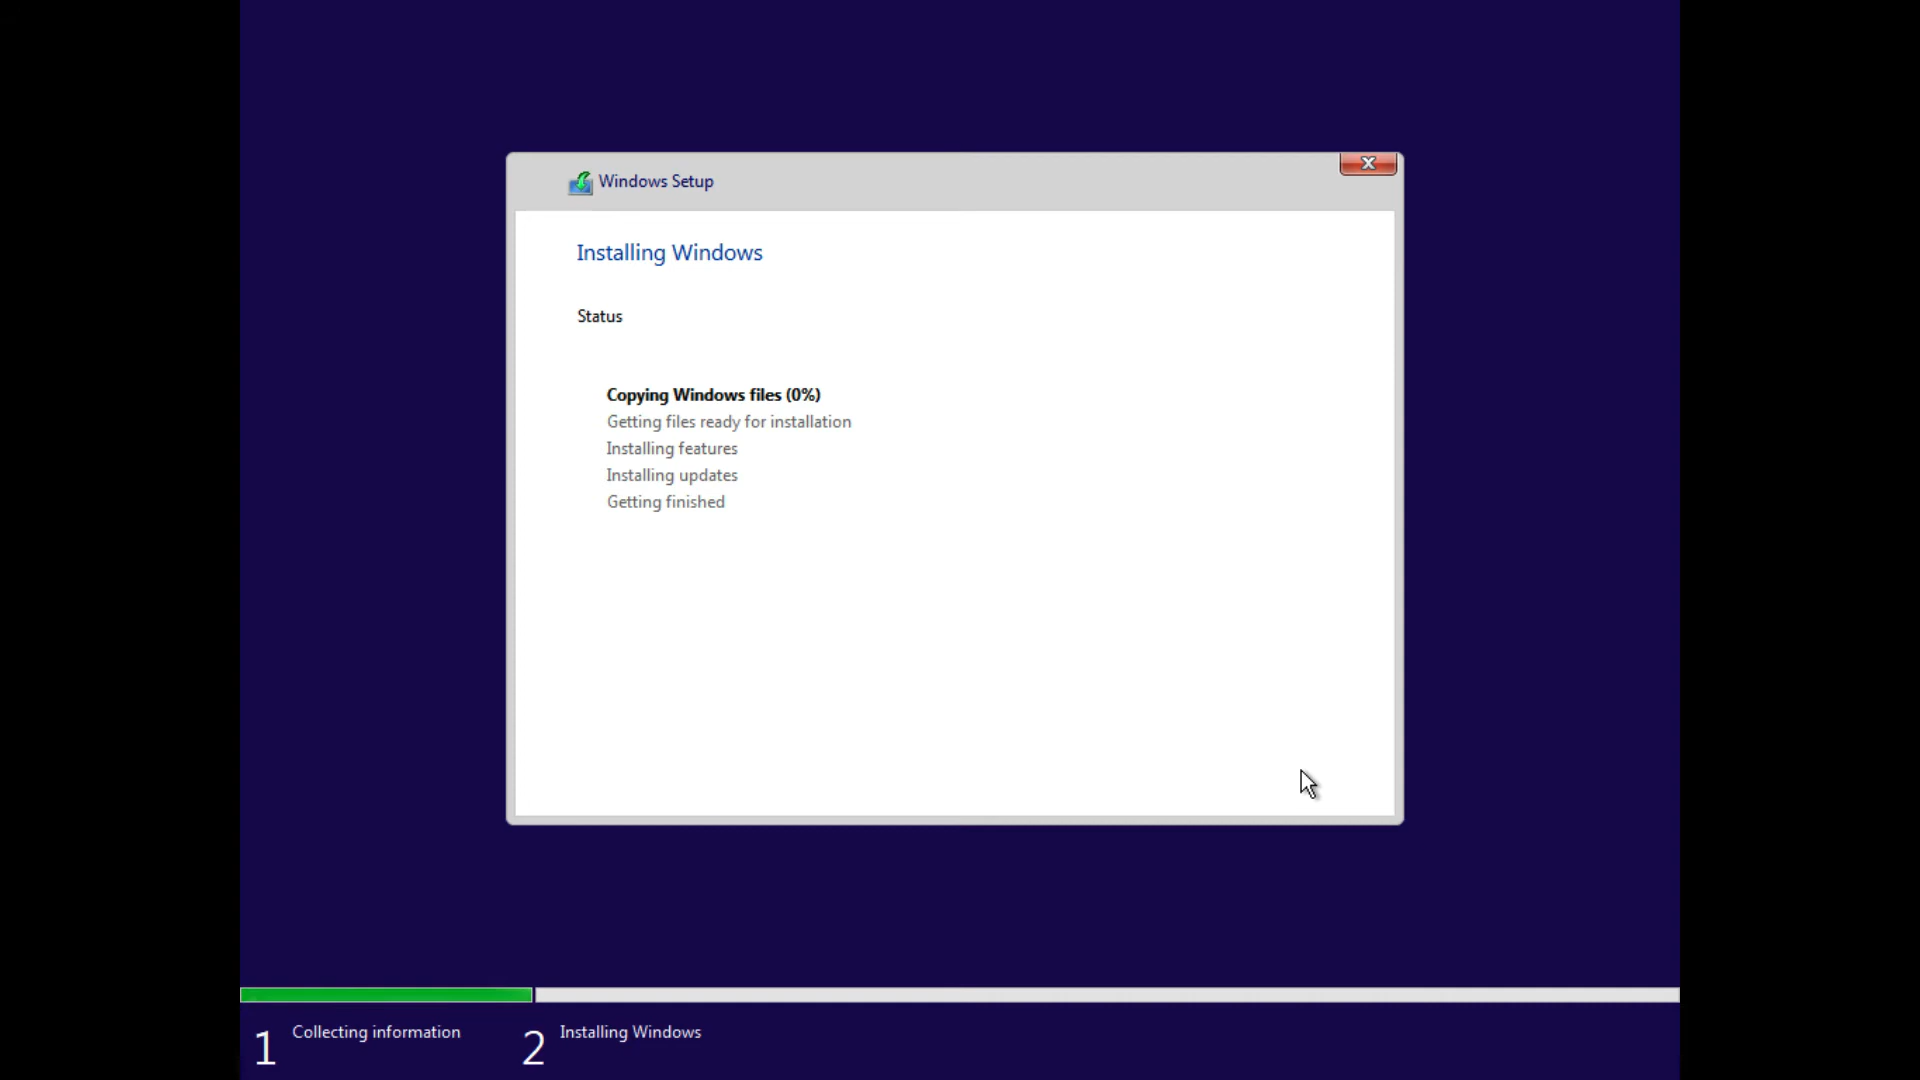 Windows Setup
Installing Windows
Status
Copying Windows files (0%)
Getting files ready for installation
Installing features
Installing updates
Getting finished
1 Collecting information
2 Installing Windows